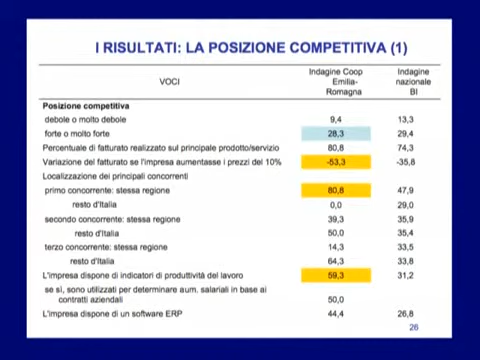 I RISULTATI: LA POSIZIONE COMPETITIVA (1)
VOCI
Indagine Coop
Emilia-
Romagna
Indagine
nazionale
BI
Posizione competitiva
debole o molto debole 9,4 13,3
forte o molto forte 28,3 29,4
Percentuale di fatturato realizzato sul principale prodotto/servizio 80,8 74,3
Variazione del fatturato se l'impresa aumentasse i prezzi del 10% -53,3 -35,8
Localizzazione dei principali concorrenti
primo concorrente: stessa regione 80,8 47,9
resto d'Italia 0,0 29,0
secondo concorrente: stessa regione 39,3 35,9
resto d'Italia 50,0 35,4
terzo concorrente: stessa regione 14,3 33,5
resto d'Italia 64,3 33,8
L'impresa dispone di indicatori di produttività del lavoro 59,3 31,2
se sì, sono utilizzati per determinare aum. salariali in base ai
contratti aziendali 50,0
L'impresa dispone di un software ERP 44,4 26,8
26